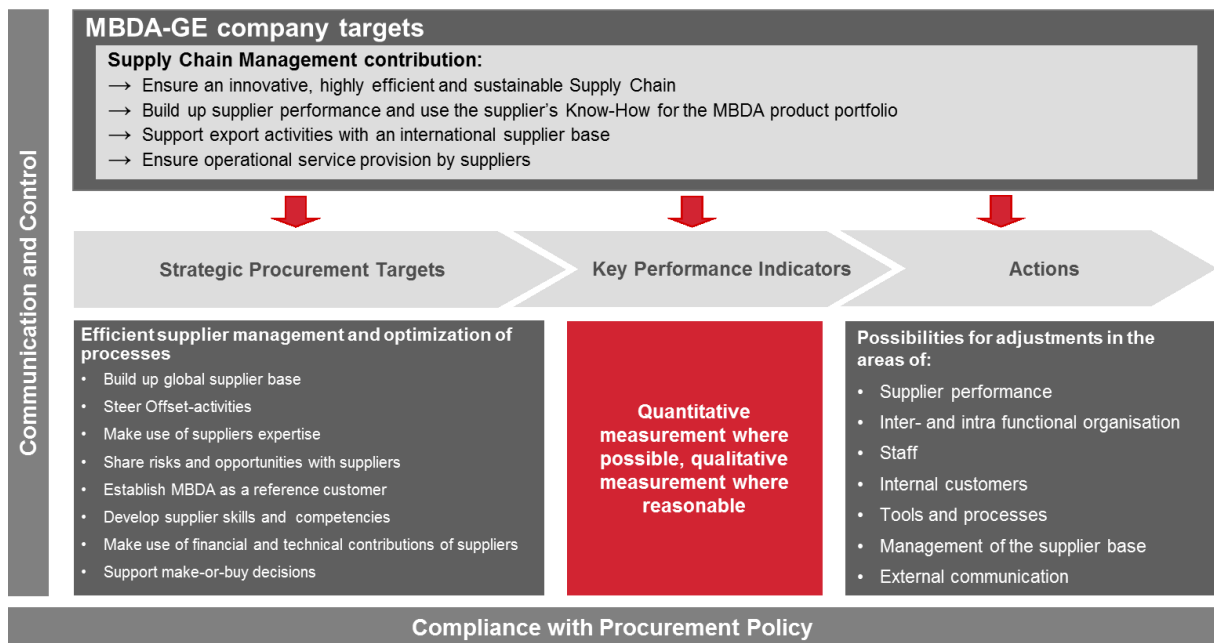 Communication and Control
MBDA-GE company targets
Supply Chain Management contribution:
→ Ensure an innovative, highly efficient and sustainable Supply Chain
→ Build up supplier performance and use the supplier's Know-How for the MBDA product portfolio
→ Support export activities with an international supplier base
→ Ensure operational service provision by suppliers
Strategic Procurement Targets
Key Performance Indicators
Actions
Efficient supplier management and optimization of
processes
• Build up global supplier base
• Steer Offset-activities
• Make use of suppliers expertise
• Share risks and opportunities with suppliers
• Establish MBDA as a reference customer
• Develop supplier skills and competencies
• Make use of financial and technical contributions of suppliers
• Support make-or-buy decisions
Quantitative
measurement where
possible, qualitative
measurement where
reasonable
Possibilities for adjustments in the
areas of:
• Supplier performance
• Inter- and intra functional organisation
• Staff
• Internal customers
• Tools and processes
• Management of the supplier base
• External communication
Compliance with Procurement Policy